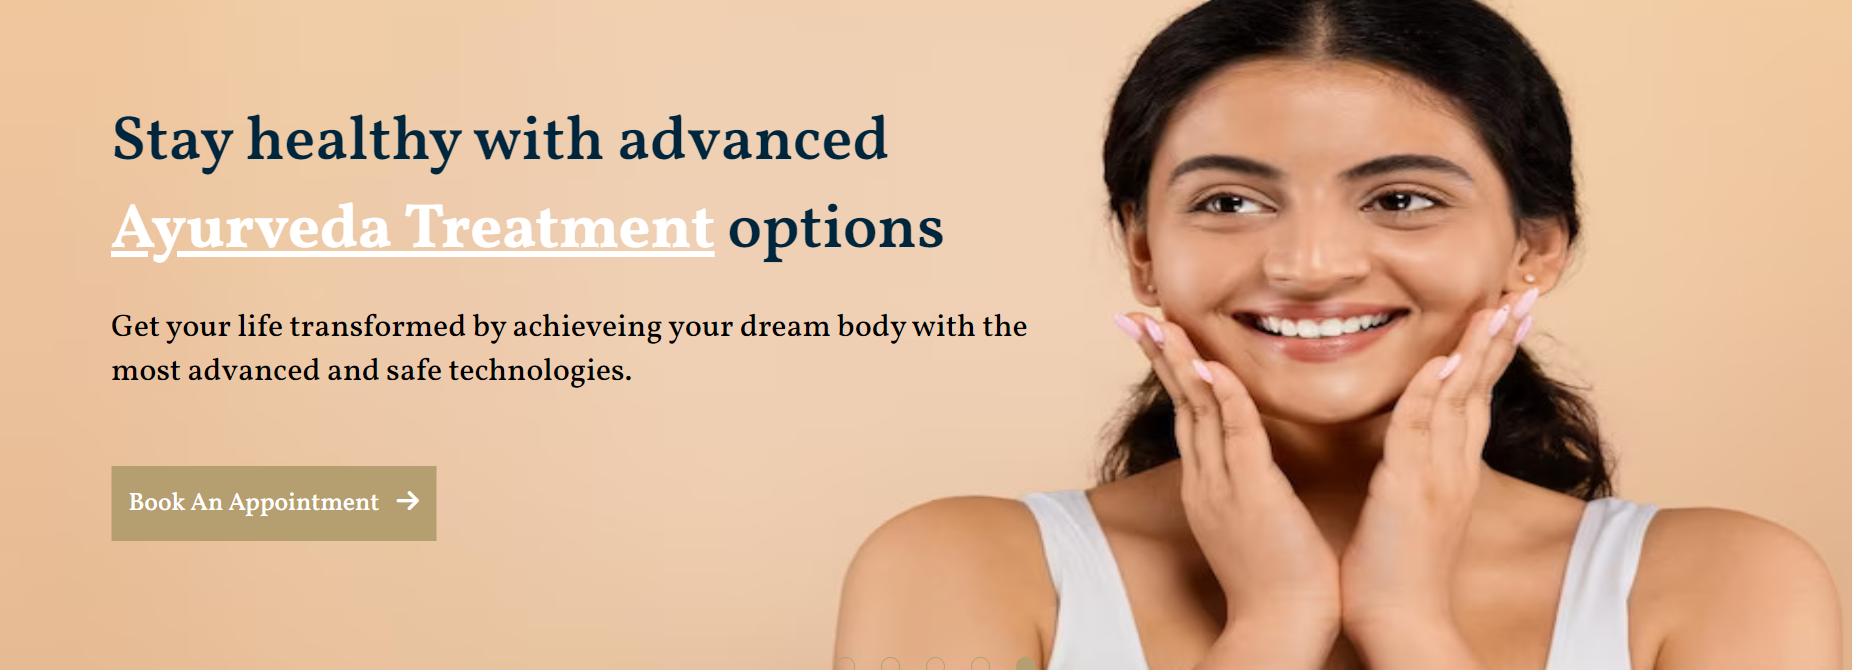 Stay healthy with advanced
Ayurveda Treatment options
Get your life transformed by achieveing your dream body with the
most advanced and safe technologies.
Book An Appointment